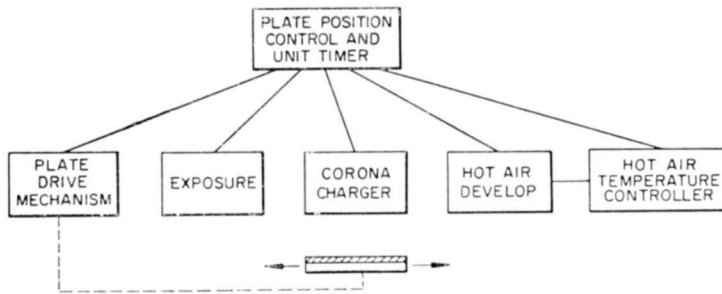 PLATE POSITION
CONTROL AND
UNIT TIMER
PLATE
DRIVE
MECHANISM
EXPOSURE
CORONA
CHARGER
HOT AIR
DEVELOP
HOT AIR
TEMPERATURE
CONTROLLER